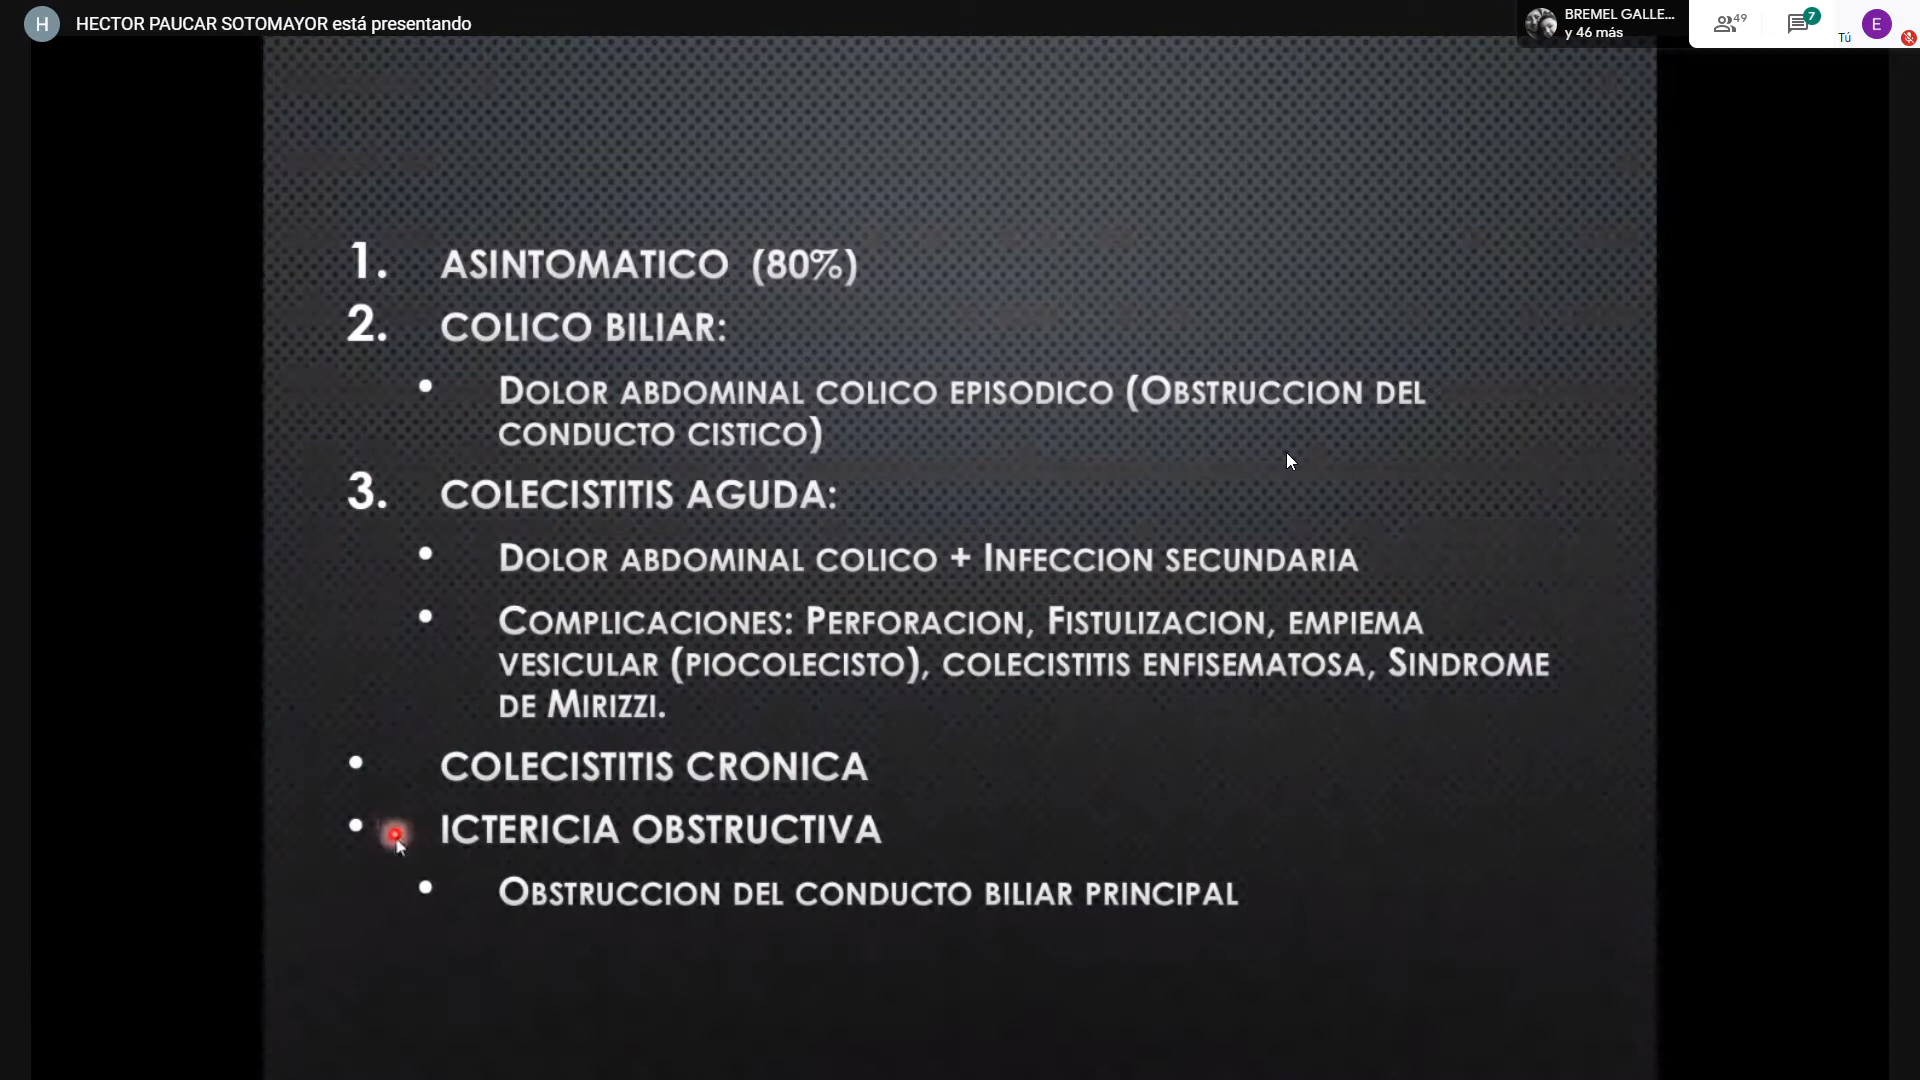 H HECTOR PAUCAR SOTOMAYOR está presentando
BREMEL GALLE...
y 46 más
49
7
Tú
E
1. ASINTOMATICO (80%)
2. COLICO BILIAR:
• DOLOR ABDOMINAL COLICO EPISODICO (OBSTRUCCION DEL
CONDUCTO CISTICO)
3. COLECISTITIS AGUDA:
• DOLOR ABDOMINAL COLICO + INFECCION SECUNDARIA
• COMPLICACIONES: PERFORACION, FISTULIZACION, EMPIEMA
VESICULAR (PIOCOLECISTO), COLECISTITIS ENFISEMATOSA, SINDROME
DE MIRIZZI.
• COLECISTITIS CRONICA
• ICTERICIA OBSTRUCTIVA
• OBSTRUCCION DEL CONDUCTO BILIAR PRINCIPAL